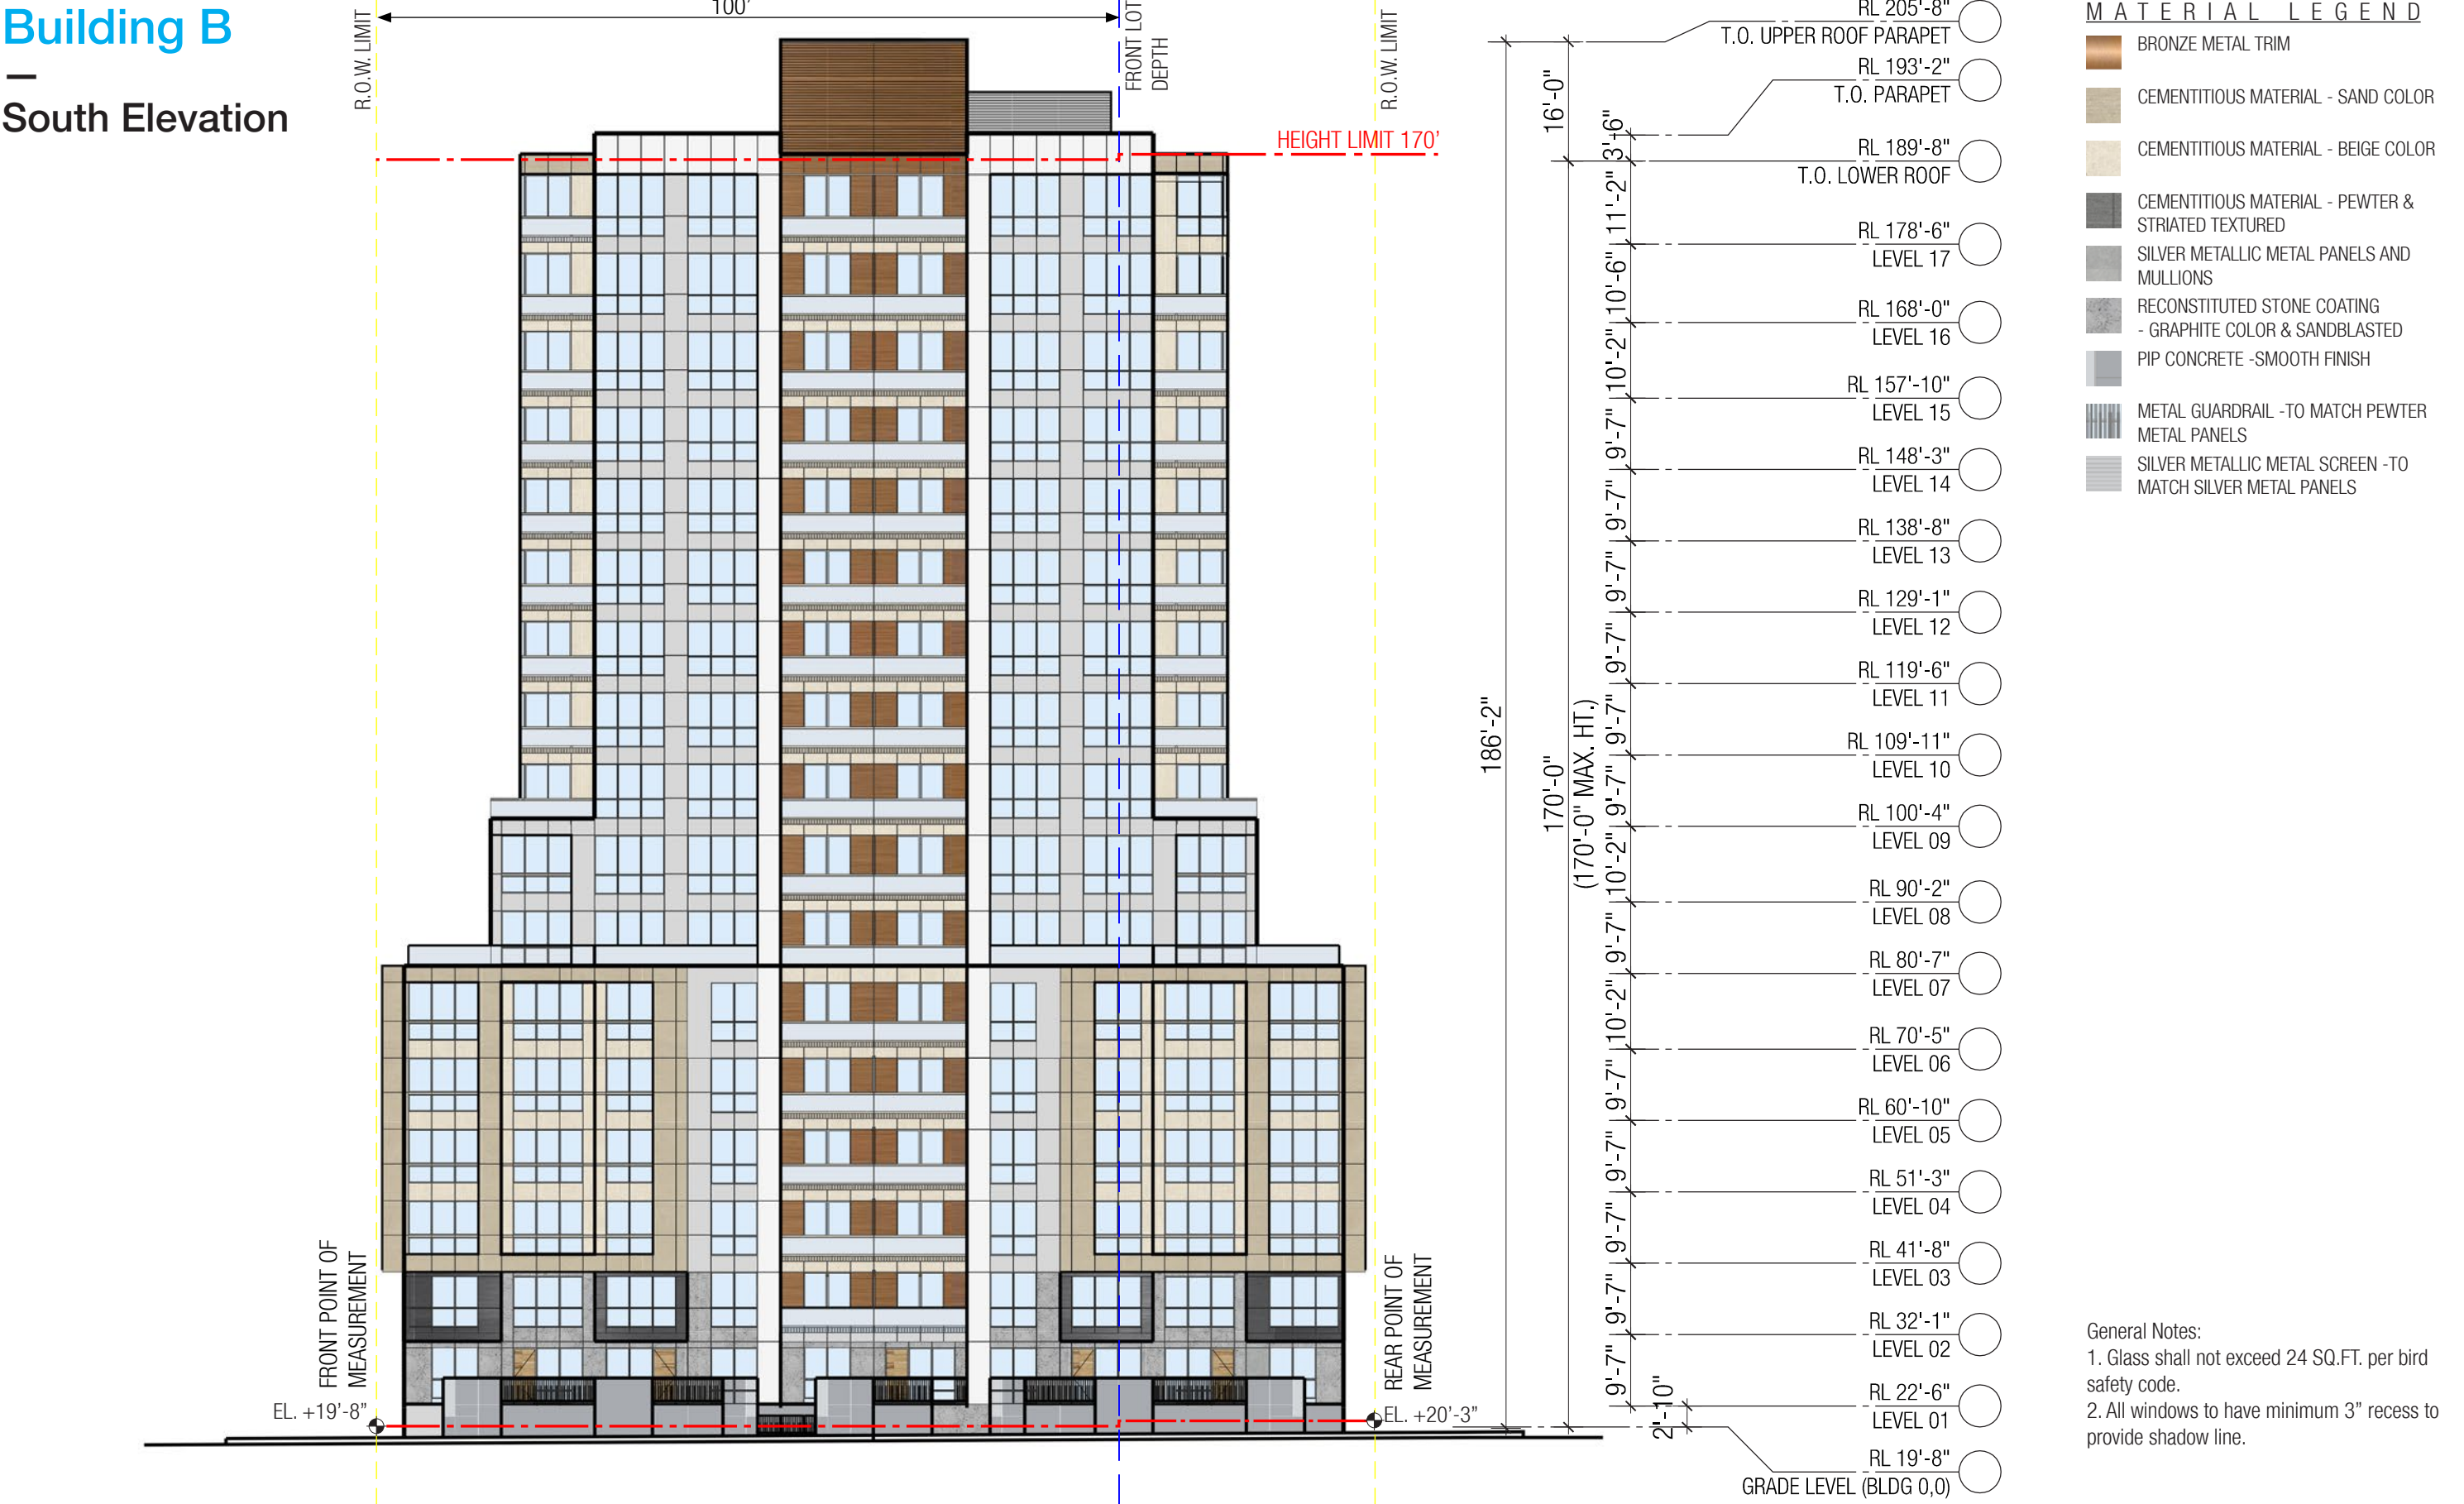 Building B
—
South Elevation
R.O.W. LIMIT
100'
FRONT LOT
DEPTH
R.O.W. LIMIT
HEIGHT LIMIT 170'
FRONT POINT OF
MEASUREMENT
EL. +19'-8"
REAR POINT OF
MEASUREMENT
EL. +20'-3"
186'-2"
16'-0"
170'-0"
(170'-0" MAX. HT.)
3'-6"
11'-2"
10'-6"
10'-2"
9'-7"
9'-7"
9'-7"
9'-7"
9'-7"
9'-7"
10'-2"
9'-7"
10'-2"
9'-7"
9'-7"
9'-7"
9'-7"
9'-7"
2'-10"
RL 205'-8"
T.O. UPPER ROOF PARAPET
RL 193'-2"
T.O. PARAPET
RL 189'-8"
T.O. LOWER ROOF
RL 178'-6"
LEVEL 17
RL 168'-0"
LEVEL 16
RL 157'-10"
LEVEL 15
RL 148'-3"
LEVEL 14
RL 138'-8"
LEVEL 13
RL 129'-1"
LEVEL 12
RL 119'-6"
LEVEL 11
RL 109'-11"
LEVEL 10
RL 100'-4"
LEVEL 09
RL 90'-2"
LEVEL 08
RL 80'-7"
LEVEL 07
RL 70'-5"
LEVEL 06
RL 60'-10"
LEVEL 05
RL 51'-3"
LEVEL 04
RL 41'-8"
LEVEL 03
RL 32'-1"
LEVEL 02
RL 22'-6"
LEVEL 01
RL 19'-8"
GRADE LEVEL (BLDG 0,0)
MATERIAL LEGEND
BRONZE METAL TRIM
CEMENTITIOUS MATERIAL - SAND COLOR
CEMENTITIOUS MATERIAL - BEIGE COLOR
CEMENTITIOUS MATERIAL - PEWTER &
STRIATED TEXTURED
SILVER METALLIC METAL PANELS AND
MULLIONS
RECONSTITUTED STONE COATING
- GRAPHITE COLOR & SANDBLASTED
PIP CONCRETE -SMOOTH FINISH
METAL GUARDRAIL -TO MATCH PEWTER
METAL PANELS
SILVER METALLIC METAL SCREEN -TO
MATCH SILVER METAL PANELS
General Notes:
1. Glass shall not exceed 24 SQ.FT. per bird
safety code.
2. All windows to have minimum 3" recess to
provide shadow line.